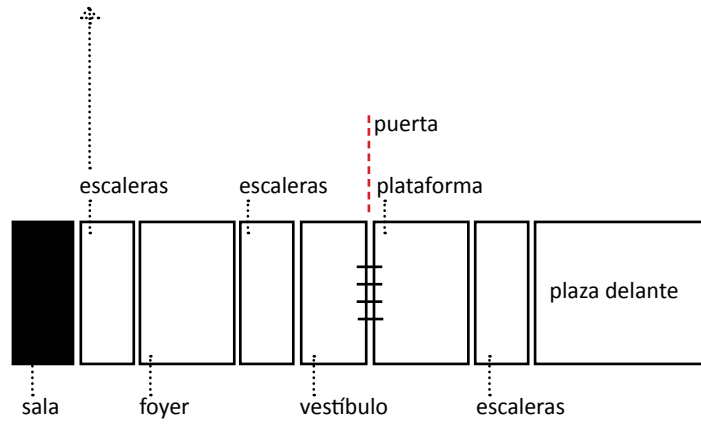 puerta
escaleras
escaleras
plataforma
plaza delante
sala
foyer
vestíbulo
escaleras